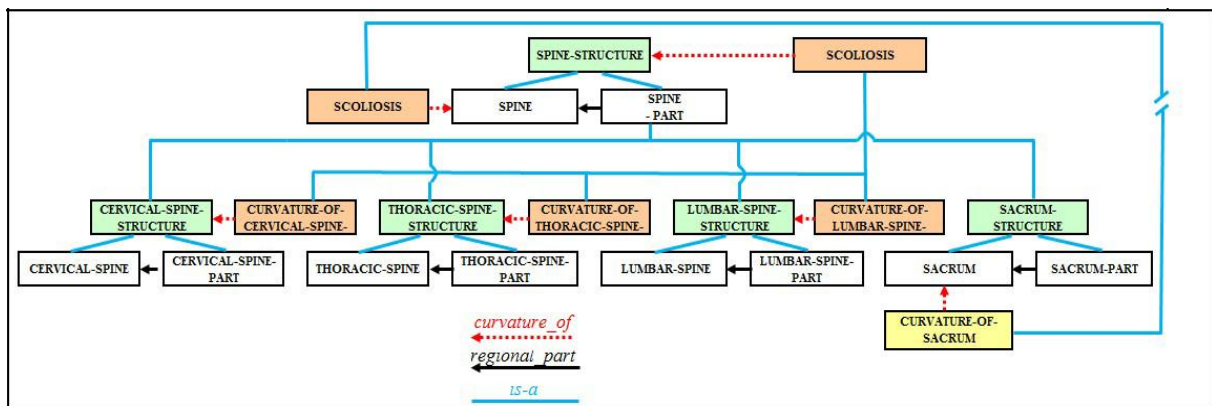 SPINE-STRUCTURE
SCOLIOSIS
SCOLIOSIS
SPINE
SPINE
- PART
CERVICAL-SPINE-
STRUCTURE
CURVATURE-OF-
CERVICAL-SPINE-
THORACIC-SPINE-
STRUCTURE
CURVATURE-OF-
THORACIC-SPINE-
LUMBAR-SPINE-
STRUCTURE
CURVATURE-OF-
LUMBAR-SPINE-
SACRUM-
STRUCTURE
CERVICAL-SPINE
CERVICAL-SPINE-
PART
THORACIC-SPINE
THORACIC-SPINE-
PART
LUMBAR-SPINE
LUMBAR-SPINE-
PART
SACRUM
SACRUM-PART
CURVATURE-OF-
SACRUM
curvature_of
regional_part
is-a